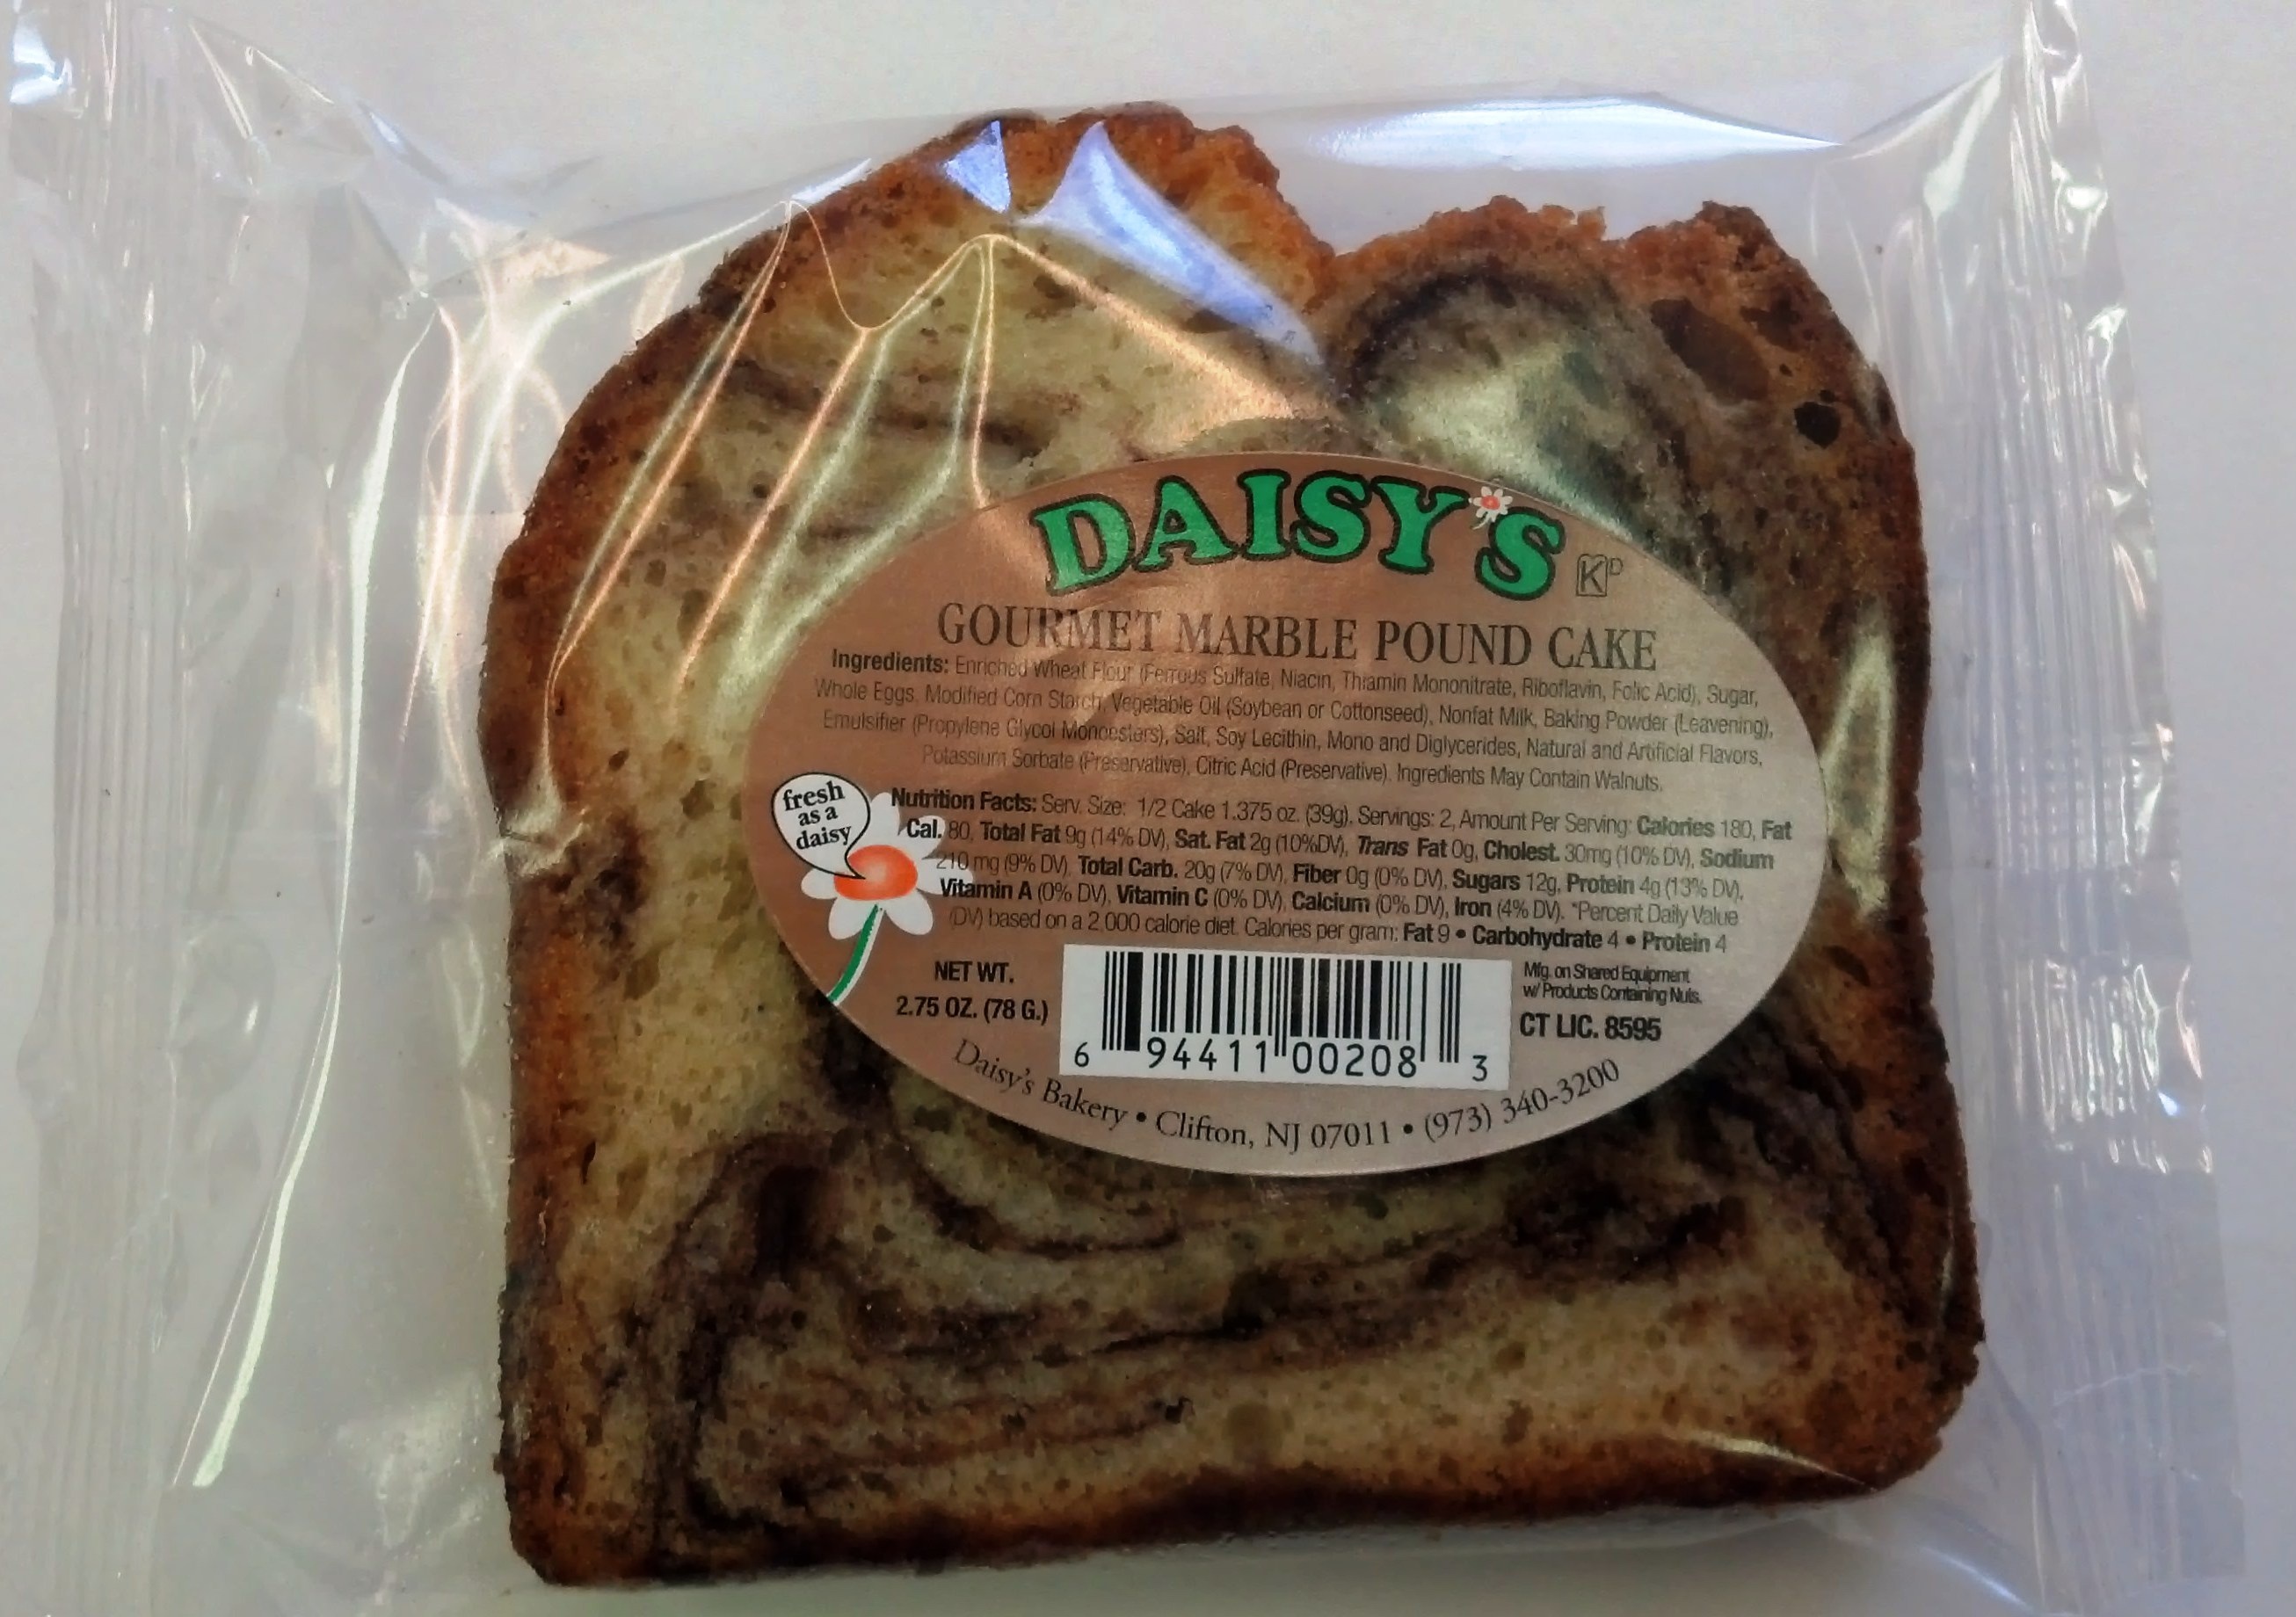 DAISY'S KD
GOURMET MARBLE POUND CAKE
Ingredients: Enriched Wheat Flour (Ferrous Sulfate, Niacin, Thiamin Mononitrate, Riboflavin, Folic Acid), Sugar,
Whole Eggs, Modified Corn Starch, Vegetable Oil (Soybean or Cottonseed), Nonfat Milk, Baking Powder (Leavening),
Emulsifier (Propylene Glycol Monoesters), Salt, Soy Lecithin, Mono and Diglycerides, Natural and Artificial Flavors,
Potassium Sorbate (Preservative), Citric Acid (Preservative). Ingredients May Contain Walnuts.
fresh
as a
daisy
Nutrition Facts: Serv. Size: 1/2 Cake 1.375 oz. (39g), Servings: 2, Amount Per Serving: Calories 180, Fat
Cal. 80, Total Fat 9g (14% DV), Sat. Fat 2g (10%DV), Trans Fat 0g, Cholest. 30mg (10% DV), Sodium
210 mg (9% DV), Total Carb. 20g (7% DV), Fiber 0g (0% DV), Sugars 12g, Protein 4g (13% DV),
Vitamin A (0% DV), Vitamin C (0% DV), Calcium (0% DV), Iron (4% DV). *Percent Daily Value
(DV) based on a 2,000 calorie diet. Calories per gram: Fat 9 • Carbohydrate 4 • Protein 4
NET WT.
2.75 OZ. (78 G.)
6 94411 00208 3
Mfg. on Shared Equipment
w/ Products Containing Nuts.
CT LIC. 8595
Daisy's Bakery • Clifton, NJ 07011 • (973) 340-3200